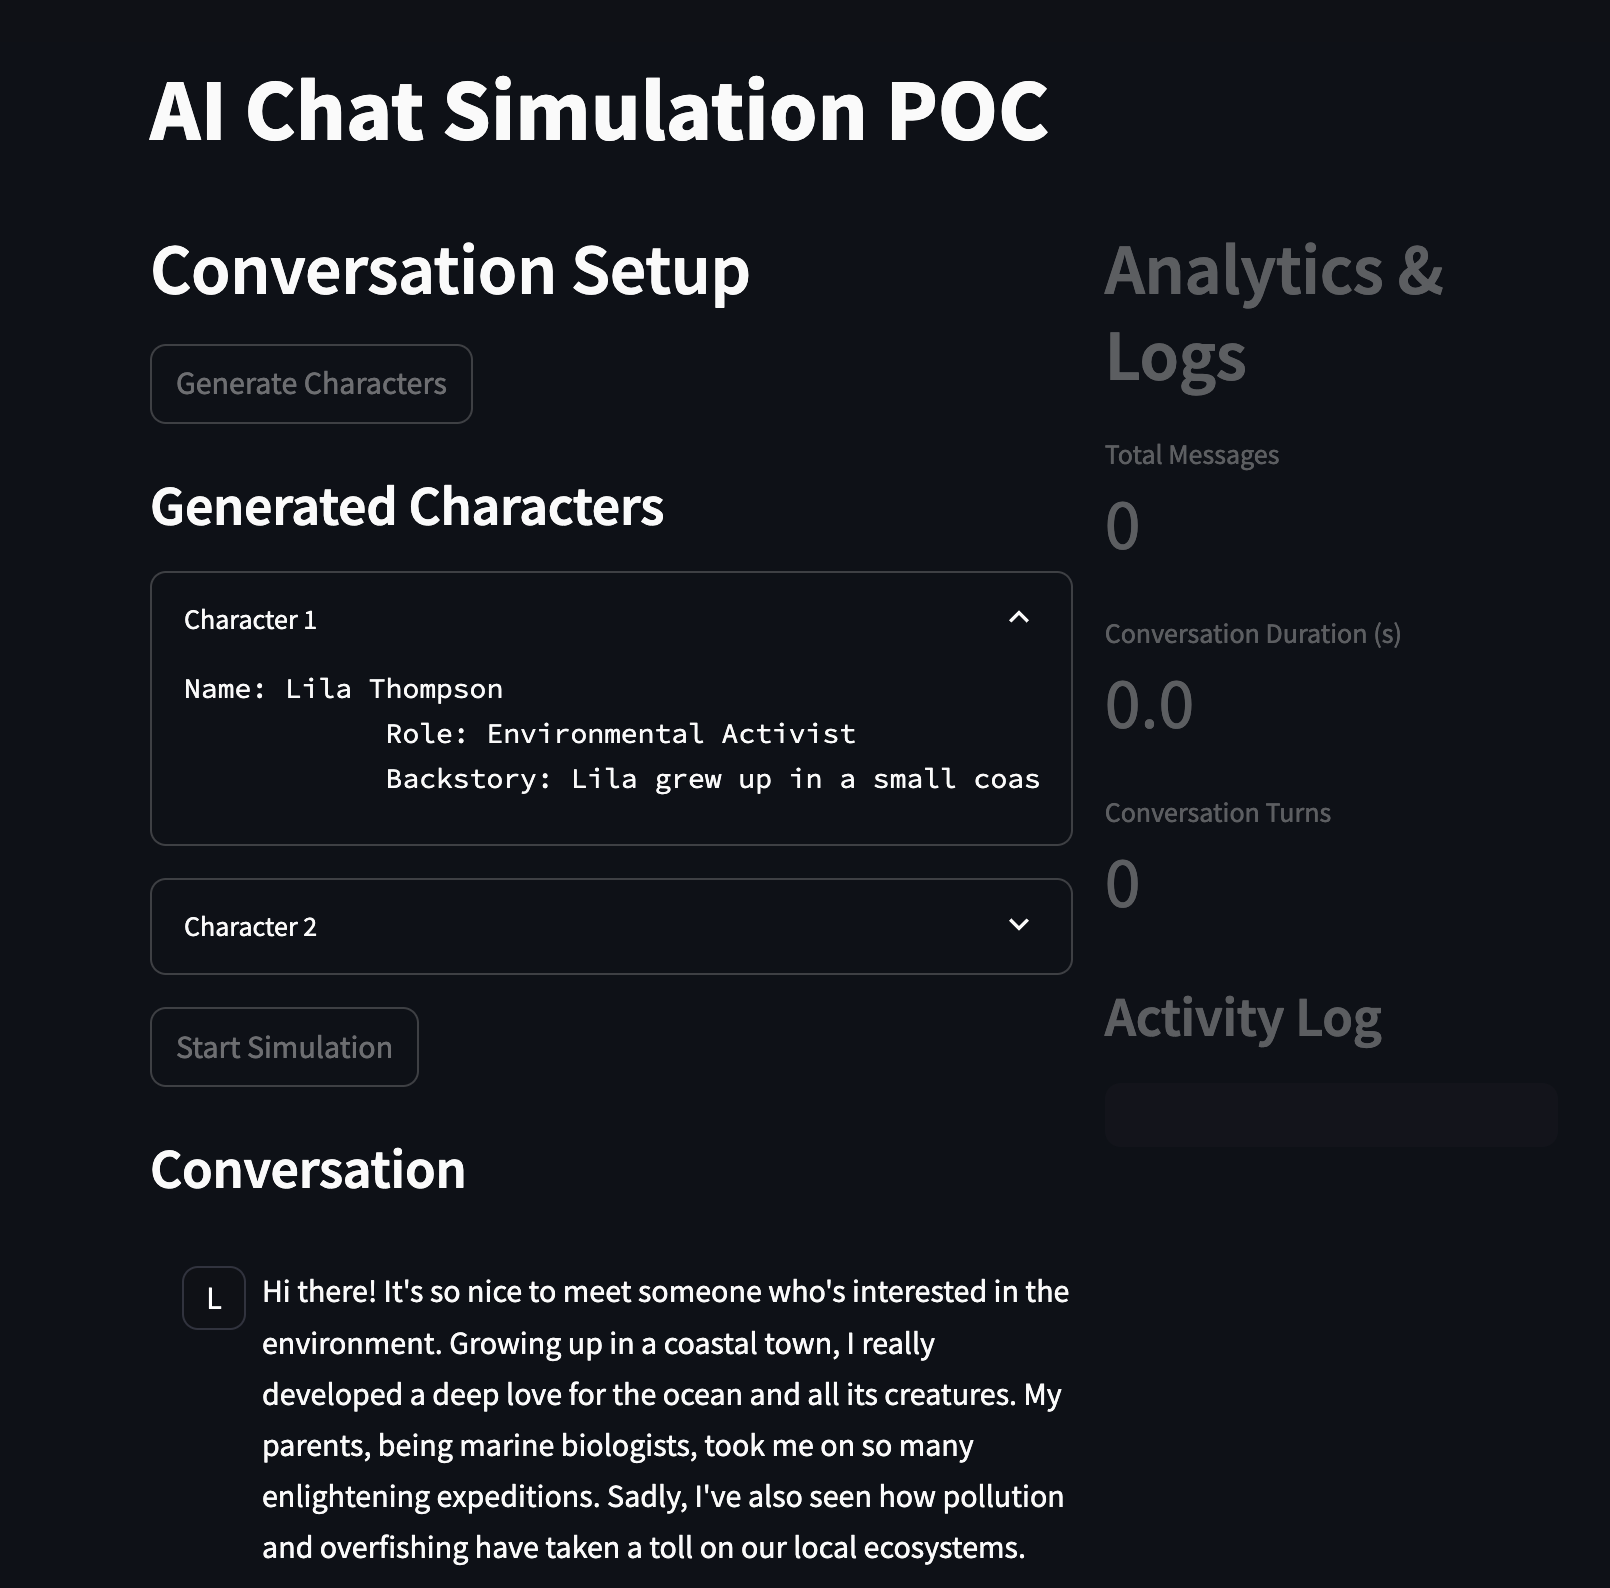 AI Chat Simulation POC
Conversation Setup
Generate Characters
Generated Characters
Character 1
Name: Lila Thompson
Role: Environmental Activist
Backstory: Lila grew up in a small coas
Character 2
Start Simulation
Conversation
L
Hi there! It's so nice to meet someone who's interested in the
environment. Growing up in a coastal town, I really
developed a deep love for the ocean and all its creatures. My
parents, being marine biologists, took me on so many
enlightening expeditions. Sadly, I've also seen how pollution
and overfishing have taken a toll on our local ecosystems.
Analytics &
Logs
Total Messages
0
Conversation Duration (s)
0.0
Conversation Turns
0
Activity Log